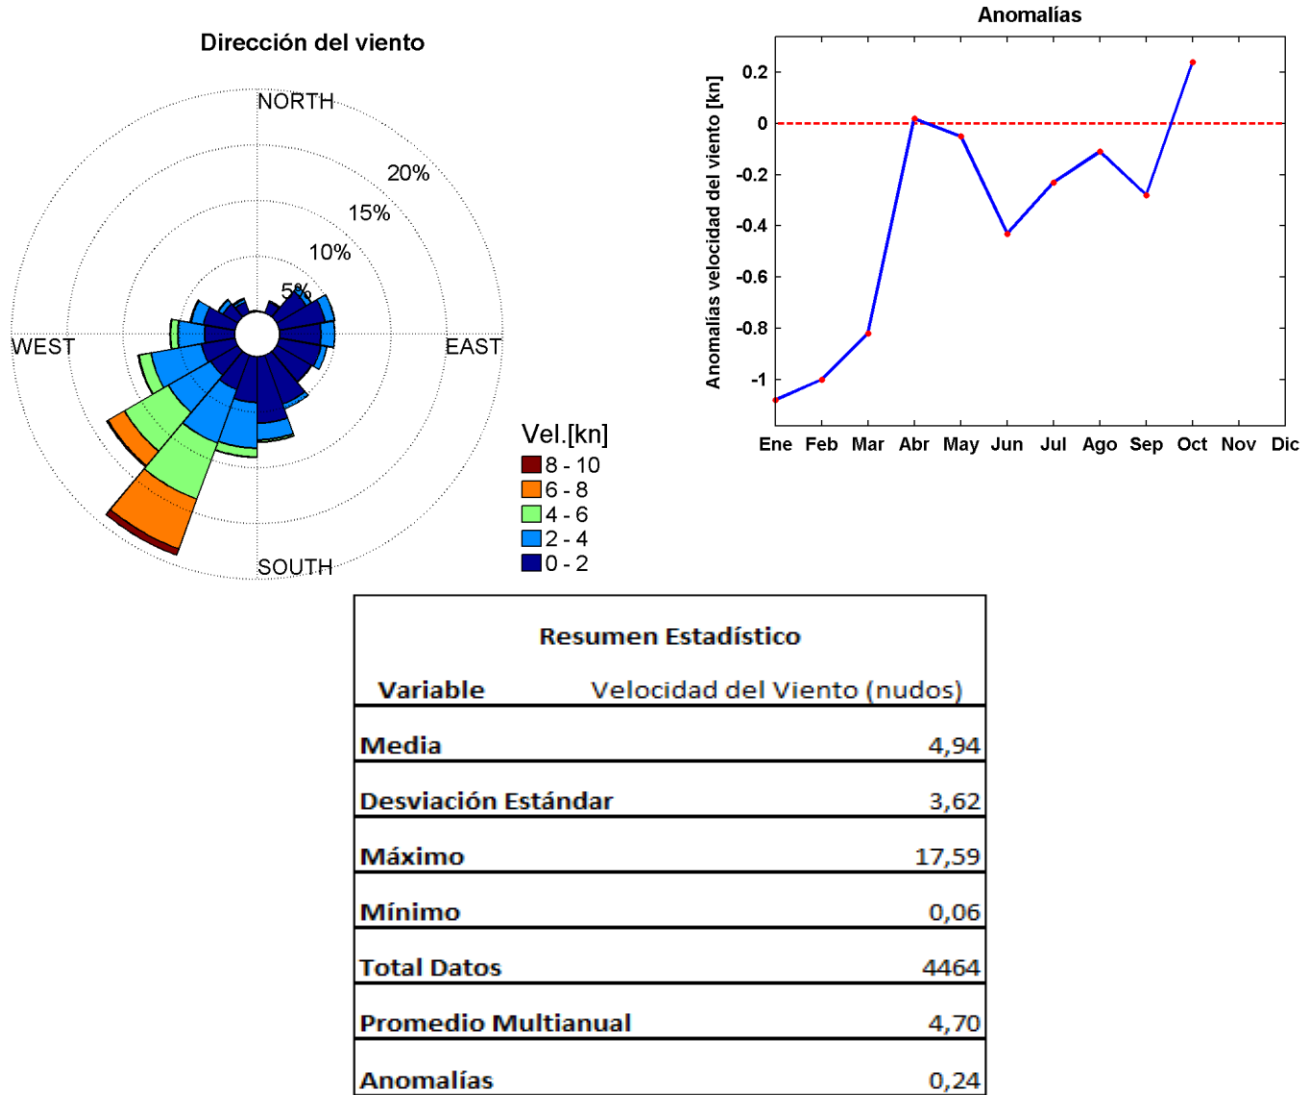 Dirección del viento
NORTH
20%
15%
10%
5%
WEST
EAST
SOUTH
Vel.[kn]
8 - 10
6 - 8
4 - 6
2 - 4
0 - 2
Anomalías
Anomalías velocidad del viento [kn]
0.2
0
-0.2
-0.4
-0.6
-0.8
-1
Ene Feb Mar Abr May Jun Jul Ago Sep Oct Nov Dic
Resumen Estadístico
Variable Velocidad del Viento (nudos)
Media 4,94
Desviación Estándar 3,62
Máximo 17,59
Mínimo 0,06
Total Datos 4464
Promedio Multianual 4,70
Anomalías 0,24